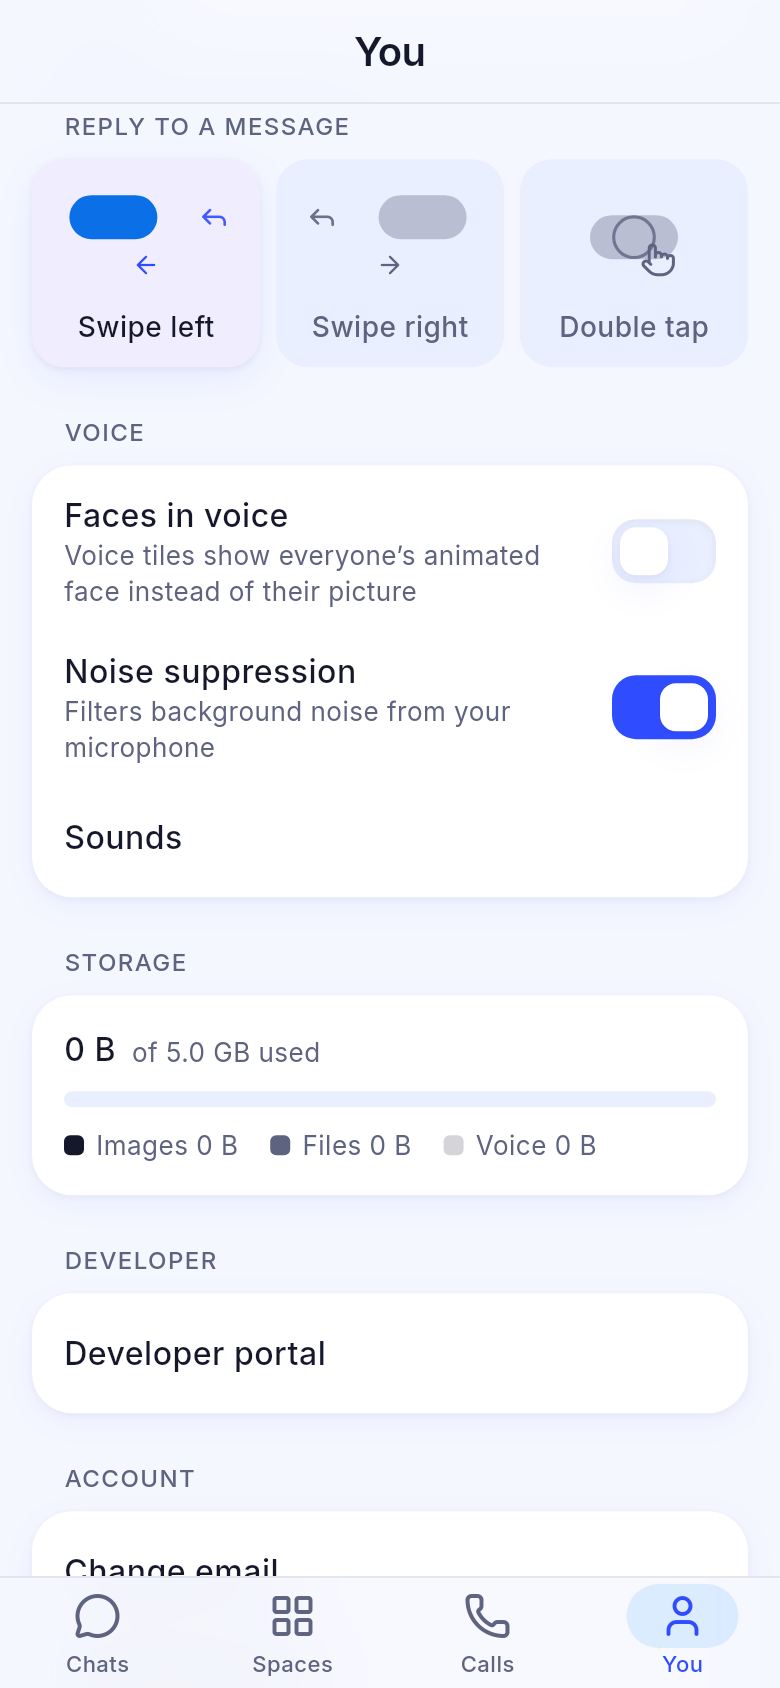 You
REPLY TO A MESSAGE
Swipe left
Swipe right
Double tap
VOICE
Faces in voice
Voice tiles show everyone’s animated
face instead of their picture
Noise suppression
Filters background noise from your
microphone
Sounds
STORAGE
0 B of 5.0 GB used
Images 0 B Files 0 B Voice 0 B
DEVELOPER
Developer portal
ACCOUNT
Change email
Chats
Spaces
Calls
You